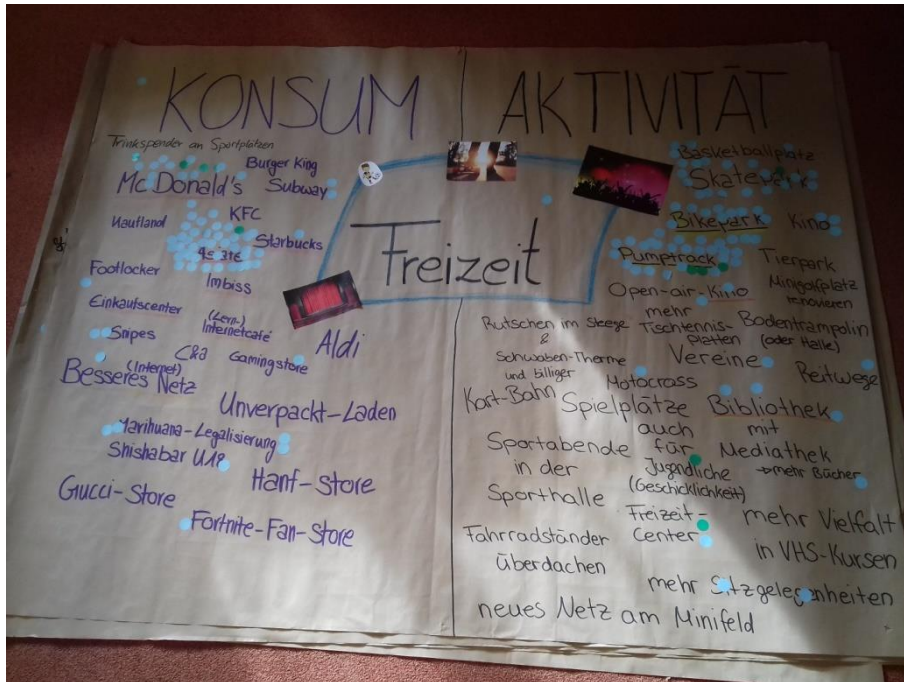 KONSUM
Trinkspender an Sportplätzen
Burger King
McDonald's
Subway
Kaufland
KFC
Starbucks
Imbiss
Footlocker
Einkaufscenter
(Lern-)
Internetcafé
Snipes
C&A
Gamingstore
Aldi
(Internet)
Besseres Netz
Unverpackt-Laden
Marihuana-Legalisierung
Shishabar U18
Hanf-Store
Gucci-Store
Fortnite-Fan-Store
Freizeit
AKTIVITÄT
Basketballplatz
Skatepark
Bikepark
Kino
Pumptrack
Tierpark
Open-air-Kino
Minigolfplatz
renovieren
mehr
Tischtennis-
platten
Bodentrampolin
(oder Halle)
Rutschen im Steege
&
Schwaben-Therme
und billiger
Vereine
Reitwege
Motocross
Kart-Bahn
Spielplätze
auch
für
Jugendliche
(Geschicklichkeit)
Bibliothek
mit
Mediathek
→mehr Bücher
Sportabende
in der
Sporthalle
Freizeit-
Center
mehr Vielfalt
in VHS-Kursen
Fahrradständer
überdachen
mehr Sitzgelegenheiten
neues Netz am Minifeld